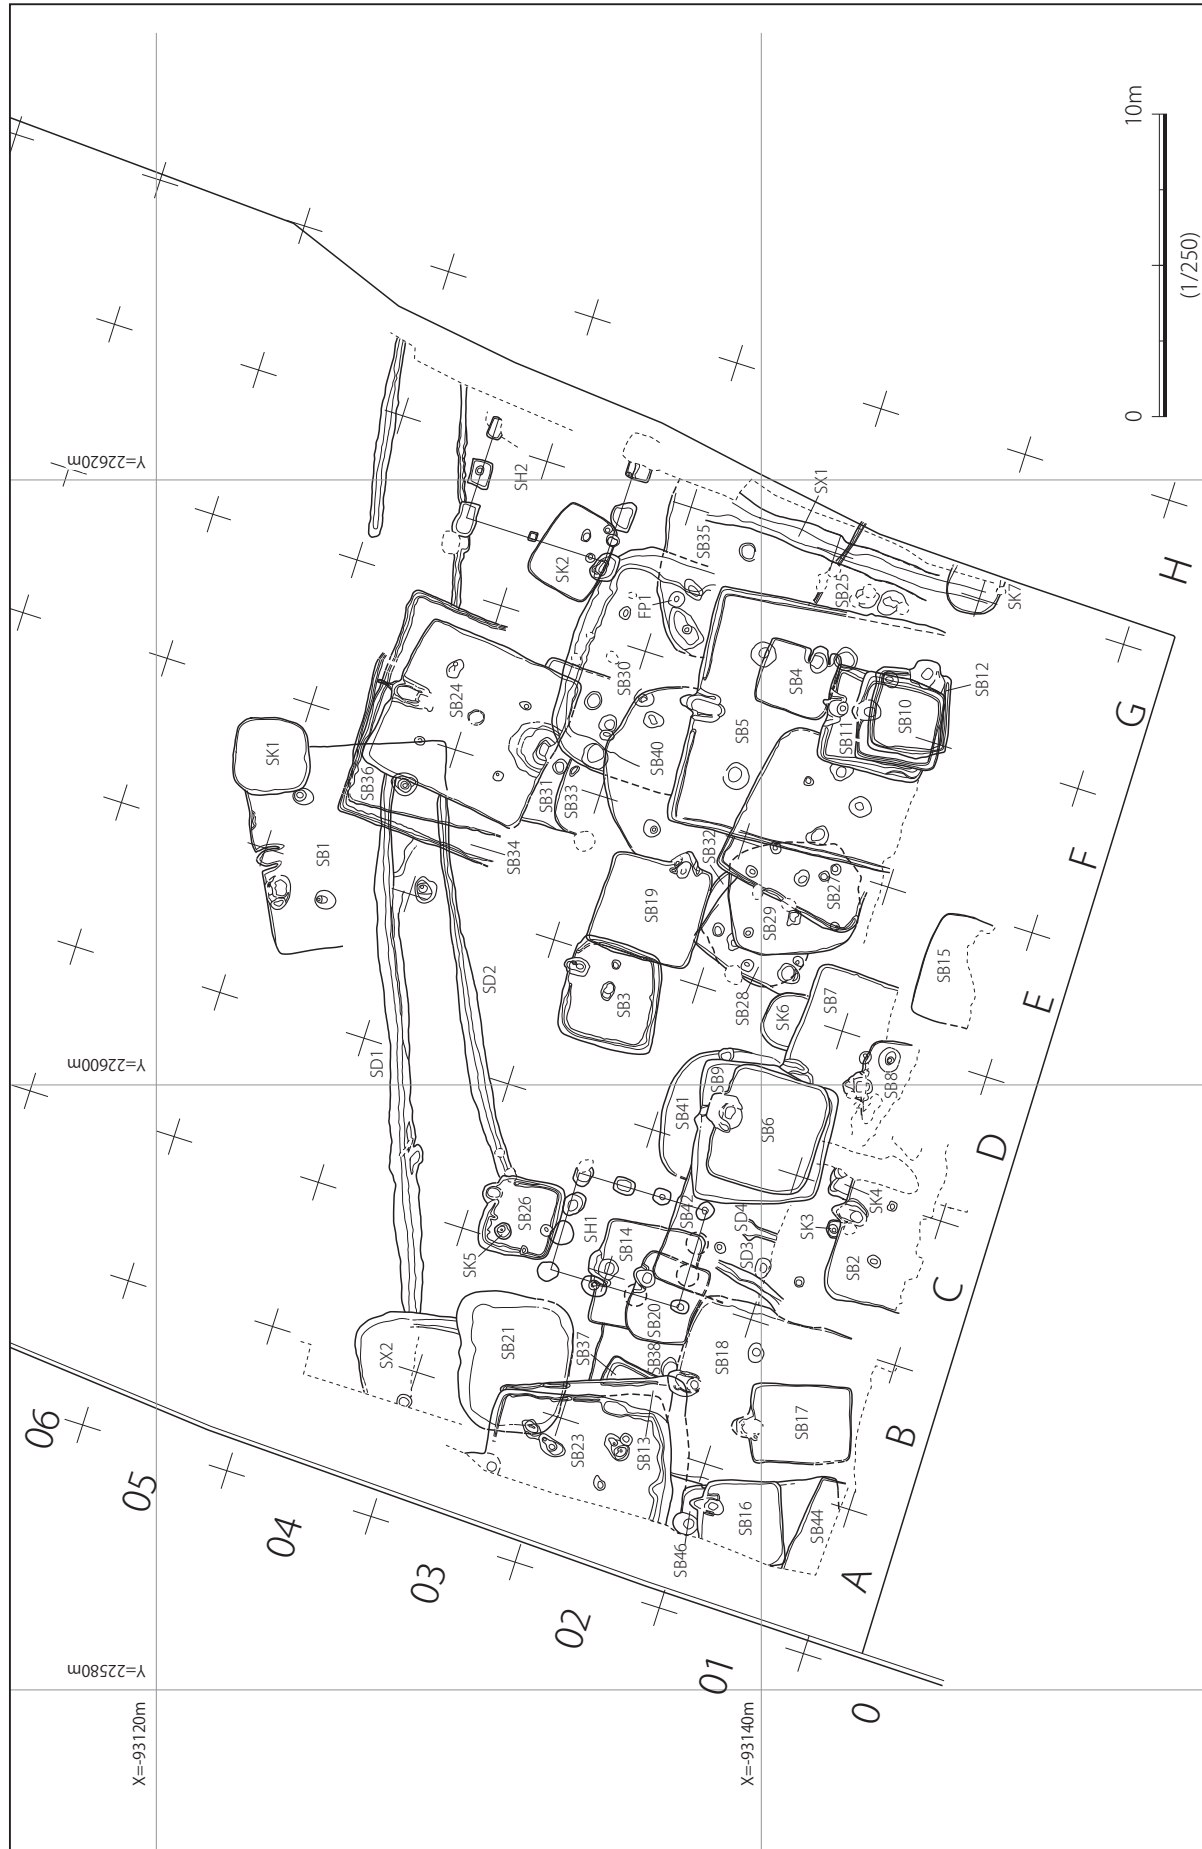 10m
0
(1/250)
Y=22620m
Y=22600m
Y=22580m
X=-93120m
X=-93140m
06
05
04
03
02
01
0
A
B
C
D
E
F
G
H
SH2
SK2
SB35
SX1
FP1
SB25
SK7
SB24
SB30
SB4
SB12
SB10
SB11
SB5
SB40
SK1
SB36
SB31
SB33
SB1
SB34
SB32
SB19
SB27
SB29
SD2
SB3
SB28
SK6
SB7
SB15
SD1
SB9
SB8
SB41
SB6
SB26
SH1
SB42
SD4
SK4
SK3
SK5
SB14
SD3
SB2
SB20
SX2
SB21
SB37
SB38
SB18
SB23
SB13
SB17
SB16
SB44
SB46